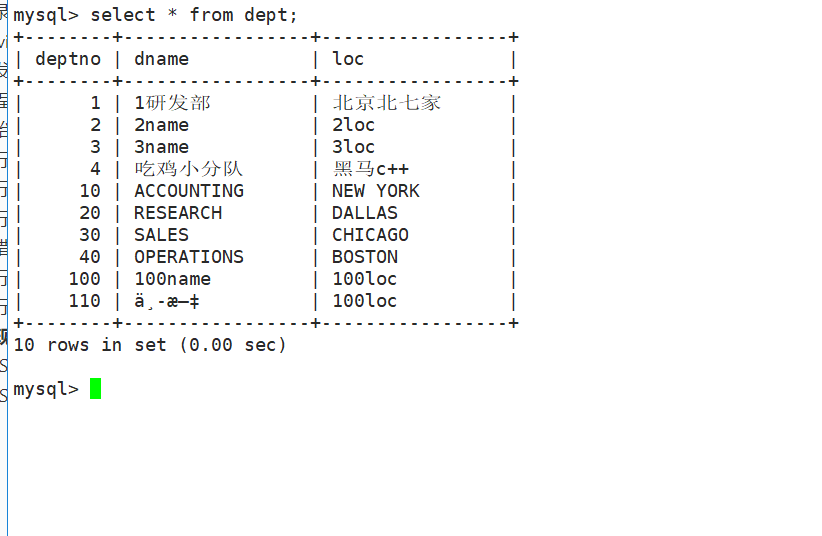 mysql> select * from dept;
+--------+-----------------+-----------------+
| deptno | dname | loc |
+--------+-----------------+-----------------+
| 1 | 1研发部 | 北京北七家 |
| 2 | 2name | 2loc |
| 3 | 3name | 3loc |
| 4 | 吃鸡小分队 | 黑马c++ |
| 10 | ACCOUNTING | NEW YORK |
| 20 | RESEARCH | DALLAS |
| 30 | SALES | CHICAGO |
| 40 | OPERATIONS | BOSTON |
| 100 | 100name | 100loc |
| 110 | ä¸-æ–‡ | 100loc |
+--------+-----------------+-----------------+
10 rows in set (0.00 sec)
mysql>